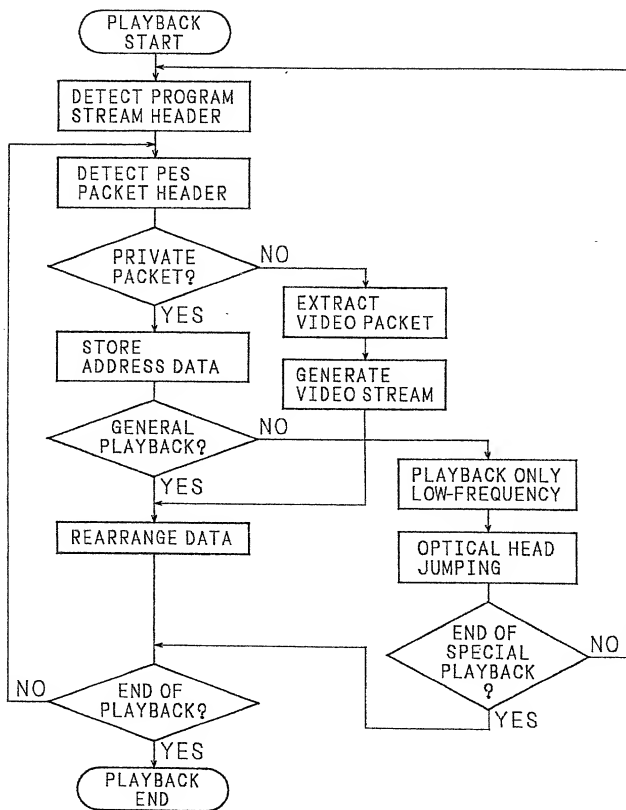 PLAYBACK
START
DETECT PROGRAM
STREAM HEADER
DETECT PES
PACKET HEADER
PRIVATE
PACKET?
NO
YES
EXTRACT
VIDEO PACKET
STORE
ADDRESS DATA
GENERATE
VIDEO STREAM
GENERAL
PLAYBACK?
NO
YES
PLAYBACK ONLY
LOW-FREQUENCY
REARRANGE DATA
OPTICAL HEAD
JUMPING
END OF
SPECIAL
PLAYBACK
?
NO
YES
END OF
PLAYBACK?
NO
YES
PLAYBACK
END